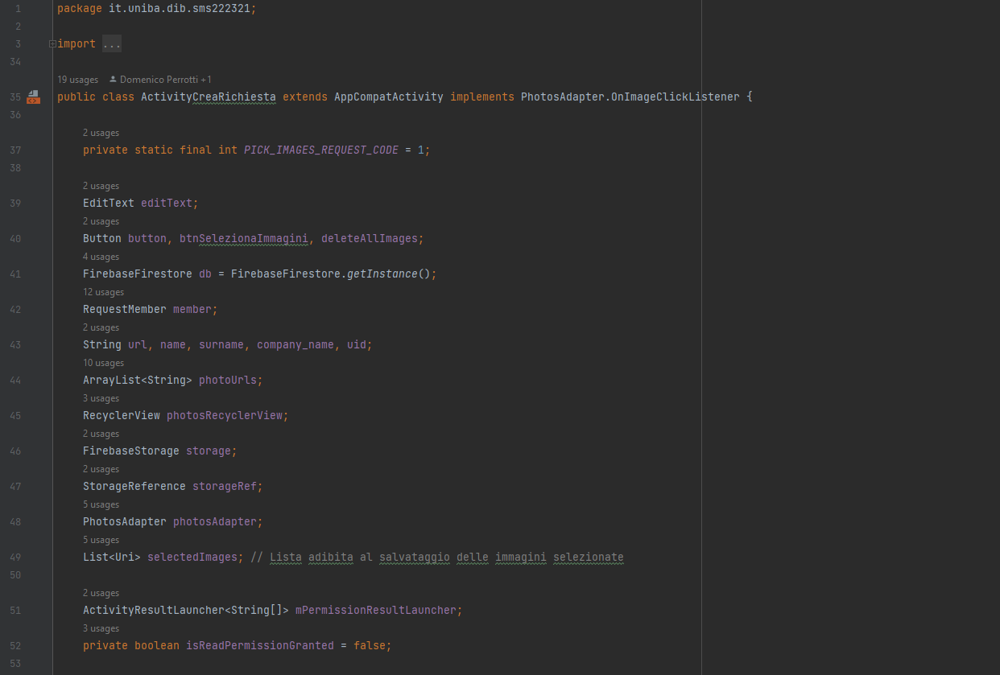 1 package it.uniba.dib.sms222321;
2
3 import ...
34
19 usages Domenico Perrotti +1
35 public class ActivityCreaRichiesta extends AppCompatActivity implements PhotosAdapter.OnImageClickListener {
36
2 usages
37 private static final int PICK_IMAGES_REQUEST_CODE = 1;
38
2 usages
39 EditText editText;
2 usages
40 Button button, btnSelezionaImmagini, deleteAllImages;
4 usages
41 FirebaseFirestore db = FirebaseFirestore.getInstance();
12 usages
42 RequestMember member;
2 usages
43 String url, name, surname, company_name, uid;
10 usages
44 ArrayList<String> photoUrls;
3 usages
45 RecyclerView photosRecyclerView;
2 usages
46 FirebaseStorage storage;
2 usages
47 StorageReference storageRef;
5 usages
48 PhotosAdapter photosAdapter;
5 usages
49 List<Uri> selectedImages; // Lista adibita al salvataggio delle immagini selezionate
50
2 usages
51 ActivityResultLauncher<String[]> mPermissionResultLauncher;
3 usages
52 private boolean isReadPermissionGranted = false;
53